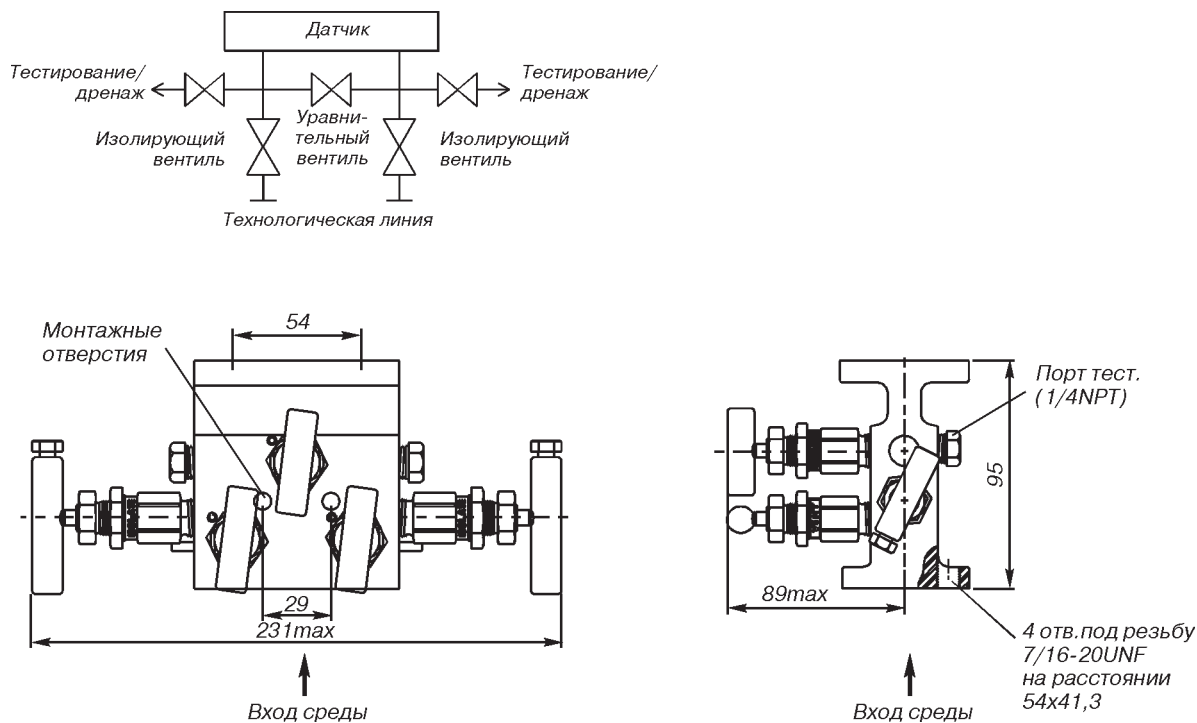 Датчик
Тестирование/
дренаж
Тестирование/
дренаж
Изолирующий
вентиль
Уравни-
тельный
вентиль
Изолирующий
вентиль
Технологическая линия
Монтажные
отверстия
54
29
231max
Вход среды
Порт тест.
(1/4NPT)
95
89max
4 отв.под резьбу
7/16-20UNF
на расстоянии
54x41,3
Вход среды